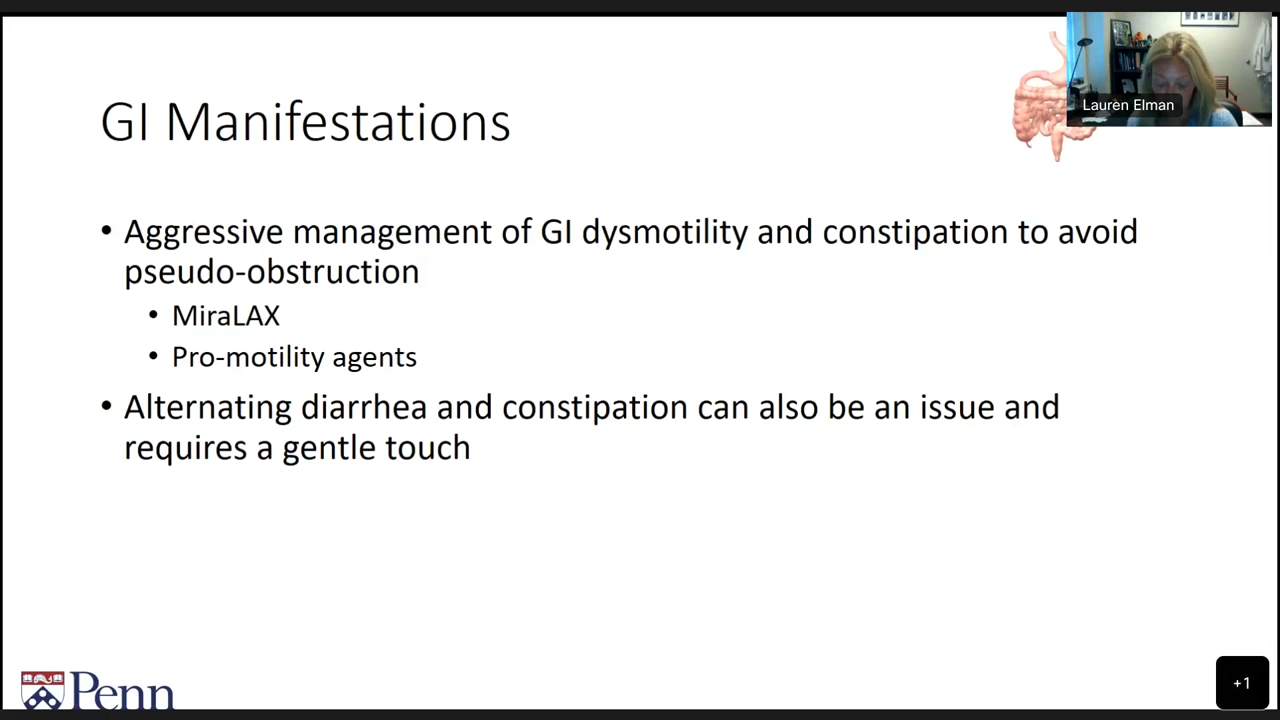 Lauren Elman
GI Manifestations
• Aggressive management of GI dysmotility and constipation to avoid
pseudo-obstruction
• MiraLAX
• Pro-motility agents
• Alternating diarrhea and constipation can also be an issue and
requires a gentle touch
Penn
+1